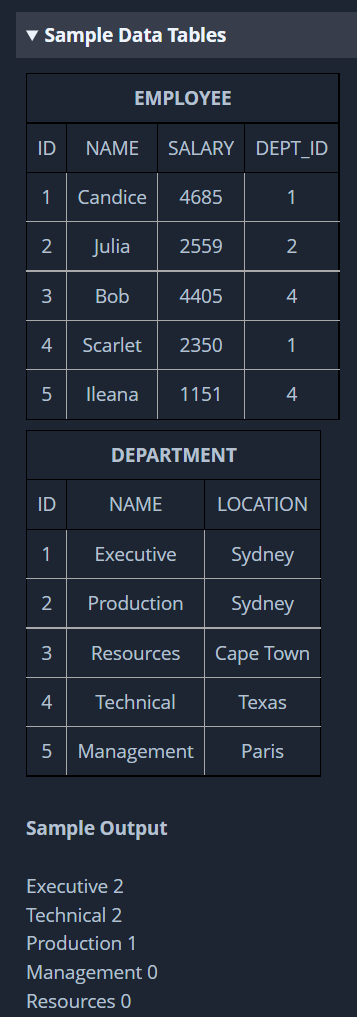 ▼ Sample Data Tables
EMPLOYEE
ID NAME SALARY DEPT_ID
1 Candice 4685 1
2 Julia 2559 2
3 Bob 4405 4
4 Scarlet 2350 1
5 Ileana 1151 4
DEPARTMENT
ID NAME LOCATION
1 Executive Sydney
2 Production Sydney
3 Resources Cape Town
4 Technical Texas
5 Management Paris
Sample Output
Executive 2
Technical 2
Production 1
Management 0
Resources 0